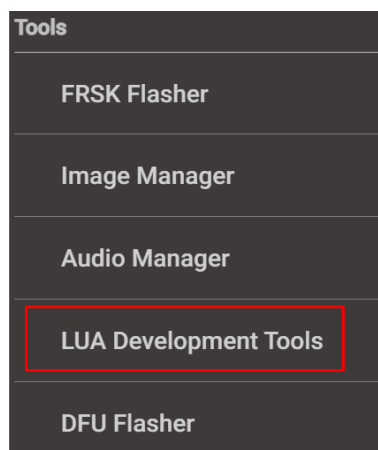 Tools
FRSK Flasher
Image Manager
Audio Manager
LUA Development Tools
DFU Flasher